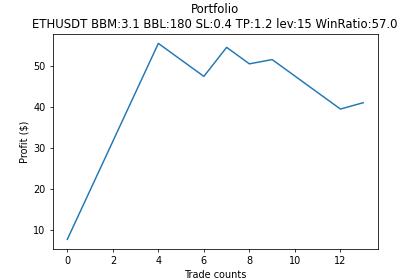 Portfolio
ETHUSDT BBM:3.1 BBL:180 SL:0.4 TP:1.2 lev:15 WinRatio:57.0
50
40
30
20
10
Profit ($)
0 2 4 6 8 10 12
Trade counts